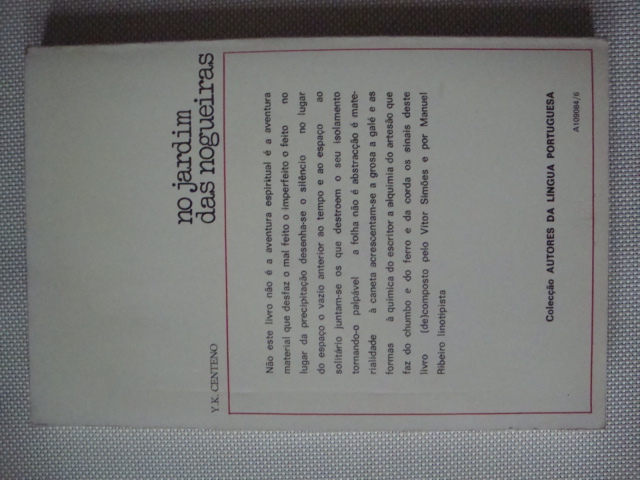 Y.K. CENTENO
no jardim
das nogueiras
Não este livro não é a aventura espiritual é a aventura
material que desfaz o mal feito o imperfeito o feito no
lugar da precipitação desenha-se o silêncio no lugar
do espaço o vazio anterior ao tempo e ao espaço ao
solitário juntam-se os que destroem o seu isolamento
tornando-o palpável a folha não é abstracção é mate-
rialidade à caneta acrescentam-se a grosa a galé e as
formas à química do escritor a alquimia do artesão que
faz do chumbo e do ferro e da corda os sinais deste
livro (de)composto pelo Vítor Simões e por Manuel
Ribeiro linotipista
Colecção AUTORES DA LÍNGUA PORTUGUESA
A109084/6